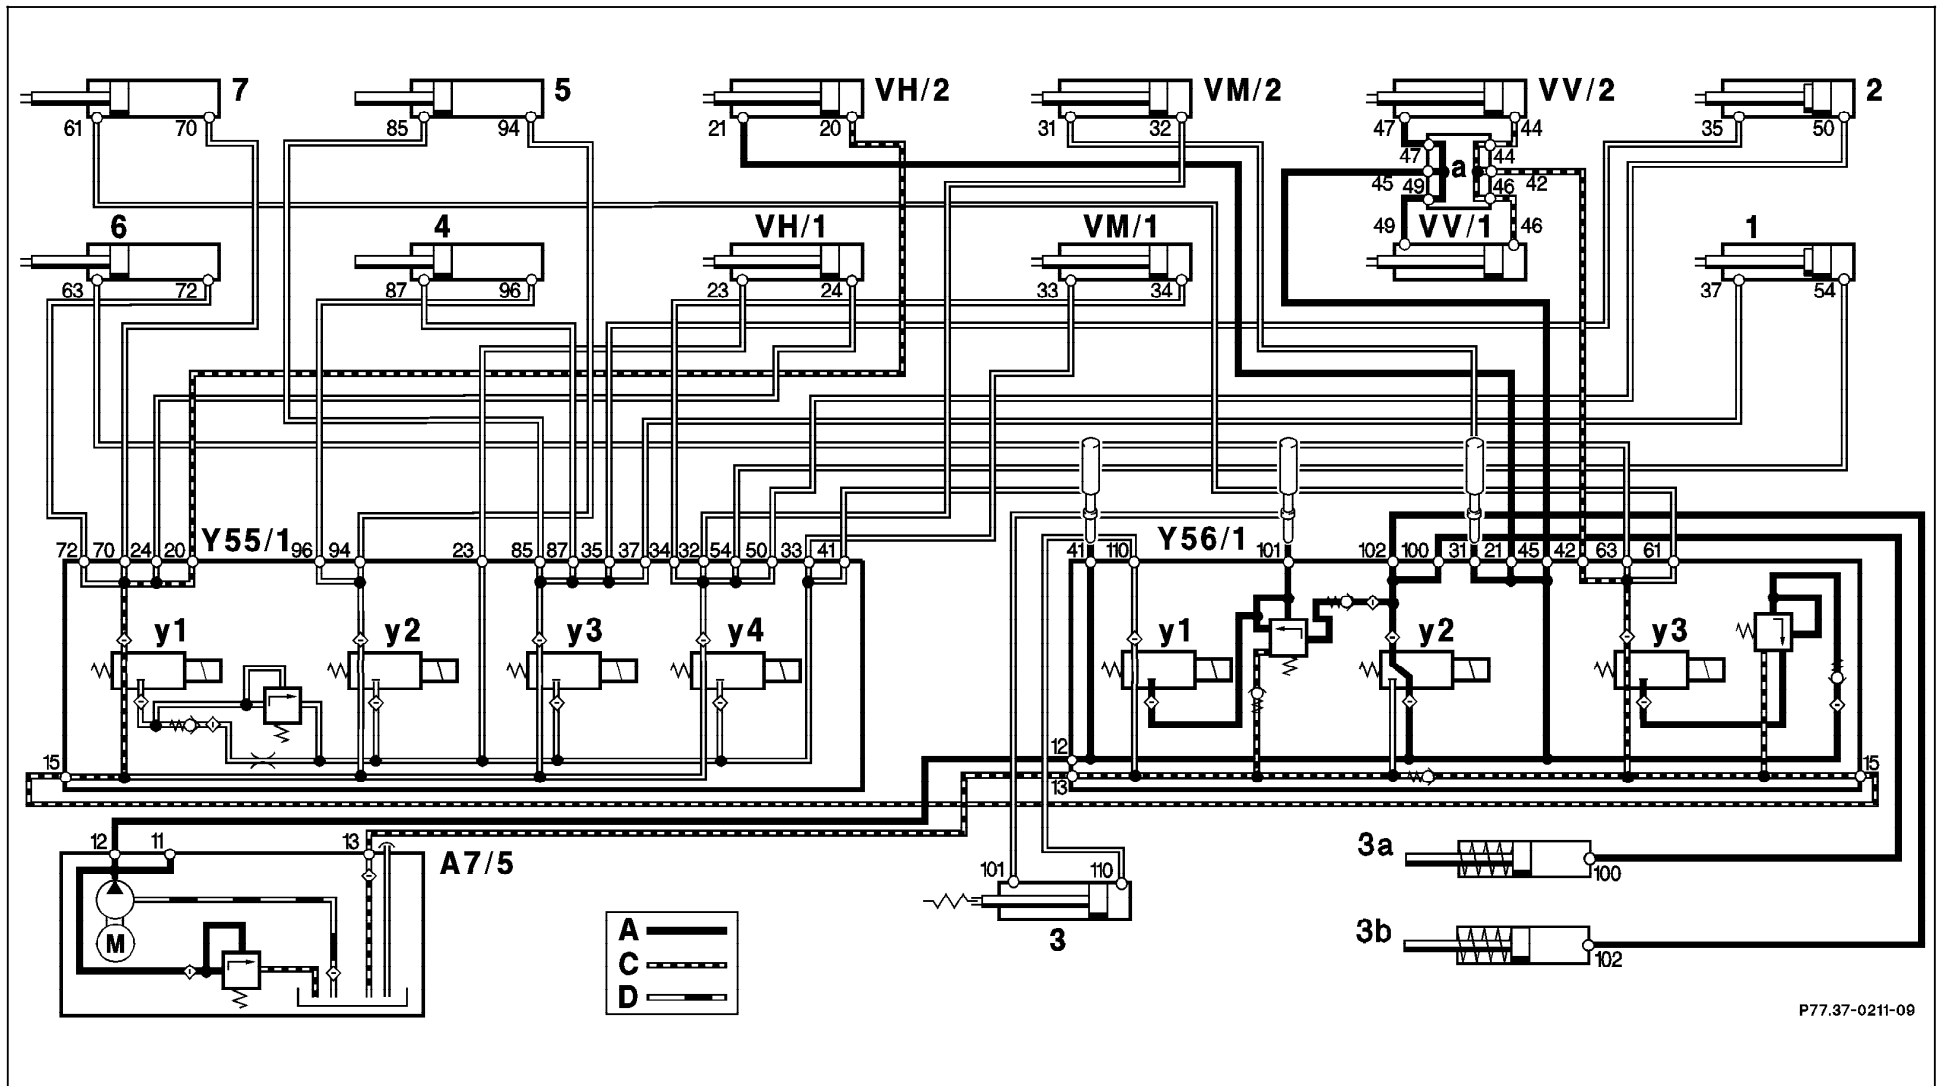 7 5 VH/2 VM/2 VV/2 2
61 70 85 94 21 20 31 32 47 44 35 50
47 44
a
45 49 46 42
6 4 VH/1 VM/1 49 VV/1 46 1
63 72 87 96 23 24 33 34 37 54
Y55/1 Y56/1
72 70 24 20 96 94 23 85 87 35 37 34 32 54 50 33 41 41 110 101 102 100 31 21 45 42 63 61
y1 y2 y3 y4 y1 y2 y3
15 12 13 15
12 11 13 A7/5
M
101 110
3
3a 100
3b 102
A
C
D
P77.37-0211-09